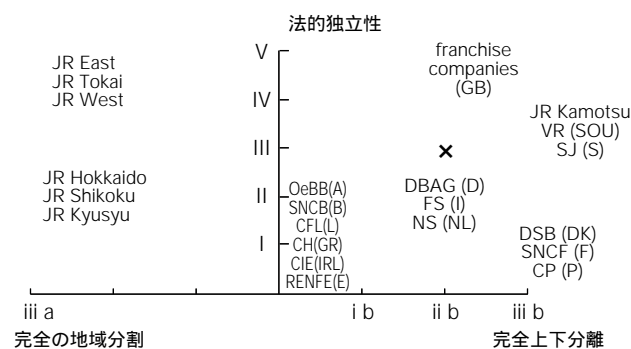 法的独立性
V
franchise
companies
(GB)
JR East
JR Tokai
JR West
IV
JR Kamotsu
VR (SOU)
SJ (S)
III
×
JR Hokkaido
JR Shikoku
JR Kyusyu
II
OeBB(A)
SNCB(B)
CFL(L)
CH(GR)
CIE(IRL)
RENFE(E)
DBAG (D)
FS (I)
NS (NL)
I
DSB (DK)
SNCF (F)
CP (P)
iii a
i b
ii b
iii b
完全の地域分割
完全上下分離